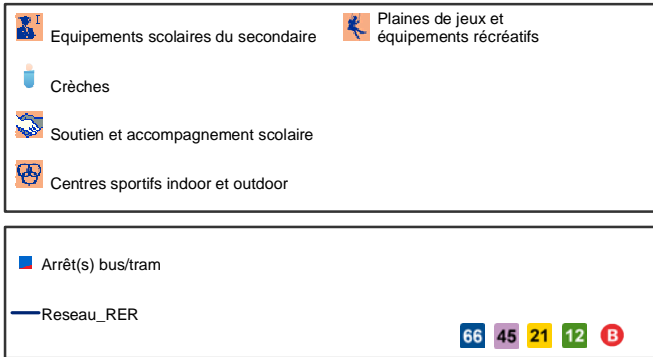 I
Equipements scolaires du secondaire
Plaines de jeux et
équipements récréatifs
Crèches
Soutien et accompagnement scolaire
Centres sportifs indoor et outdoor
Arrêt(s) bus/tram
Reseau_RER
66 45 21 12 B